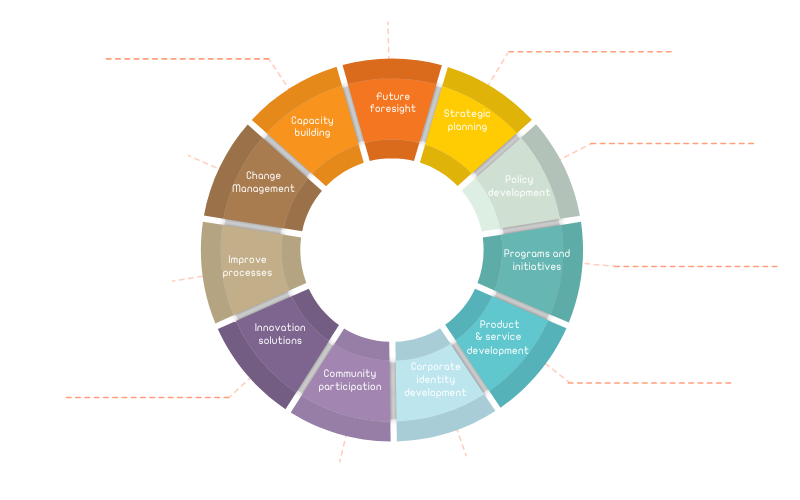 Future
foresight
Strategic
planning
Policy
development
Programs and
initiatives
Product
& service
development
Corporate
identity
development
Community
participation
Innovation
solutions
Improve
processes
Change
Management
Capacity
building